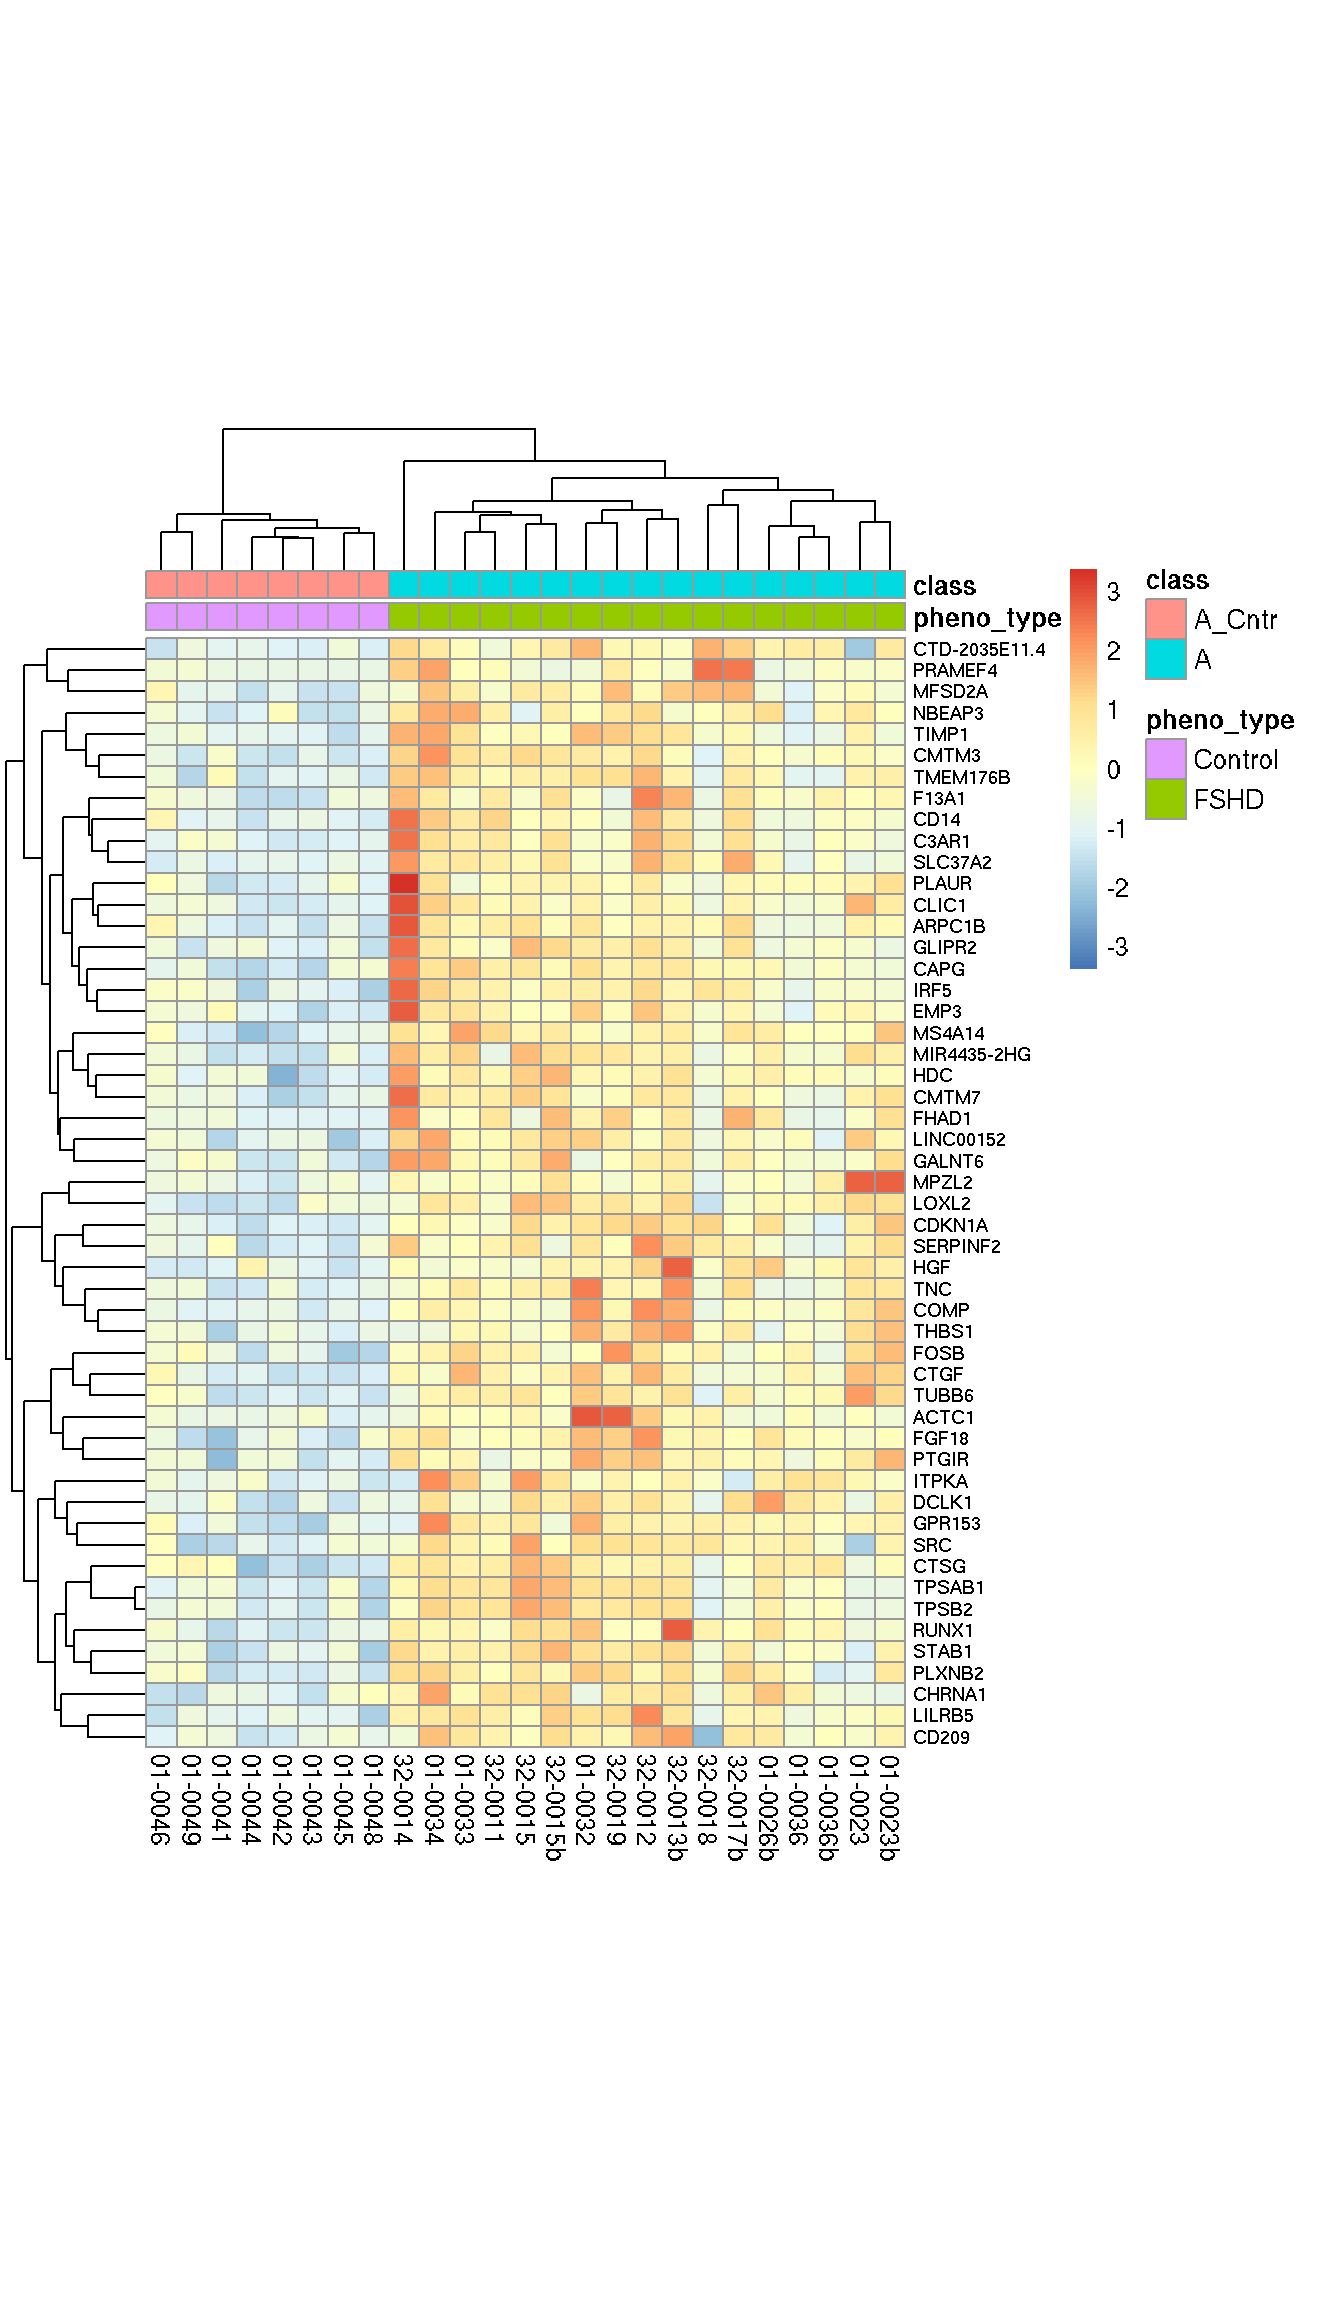 class
pheno_type
CTD-2035E11.4
PRAMEF4
MFSD2A
NBEAP3
TIMP1
CMTM3
TMEM176B
F13A1
CD14
C3AR1
SLC37A2
PLAUR
CLIC1
ARPC1B
GLIPR2
CAPG
IRF5
EMP3
MS4A14
MIR4435-2HG
HDC
CMTM7
FHAD1
LINC00152
GALNT6
MPZL2
LOXL2
CDKN1A
SERPINF2
HGF
TNC
COMP
THBS1
FOSB
CTGF
TUBB6
ACTC1
FGF18
PTGIR
ITPKA
DCLK1
GPR153
SRC
CTSG
TPSAB1
TPSB2
RUNX1
STAB1
PLXNB2
CHRNA1
LILRB5
CD209
01-0046
01-0049
01-0041
01-0044
01-0042
01-0043
01-0045
01-0048
32-0014
01-0034
01-0033
32-0011
32-0015
32-0015b
01-0032
32-0019
32-0012
32-0013b
32-0018
32-0017b
01-0026b
01-0036
01-0036b
01-0023
01-0023b
3
2
1
0
-1
-2
-3
class
A_Cntr
A
pheno_type
Control
FSHD